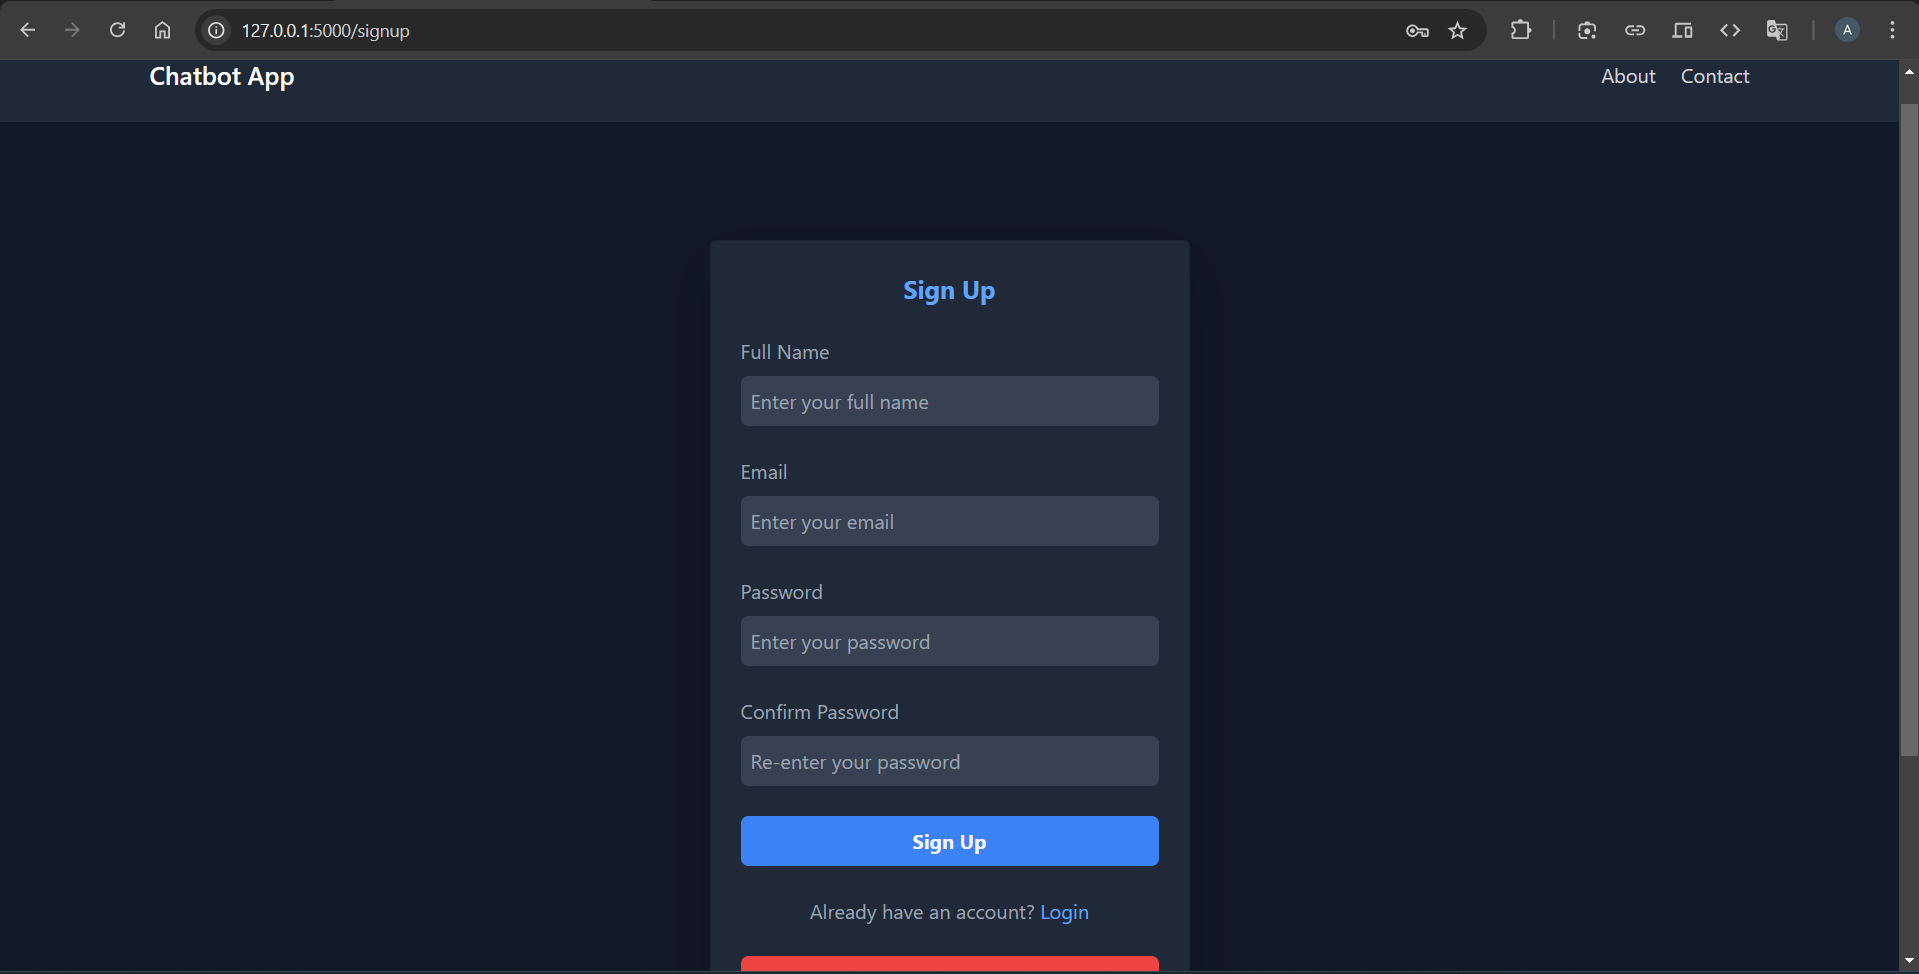 127.0.0.1:5000/signup
A
Chatbot App
About Contact
Sign Up
Full Name
Enter your full name
Email
Enter your email
Password
Enter your password
Confirm Password
Re-enter your password
Sign Up
Already have an account? Login